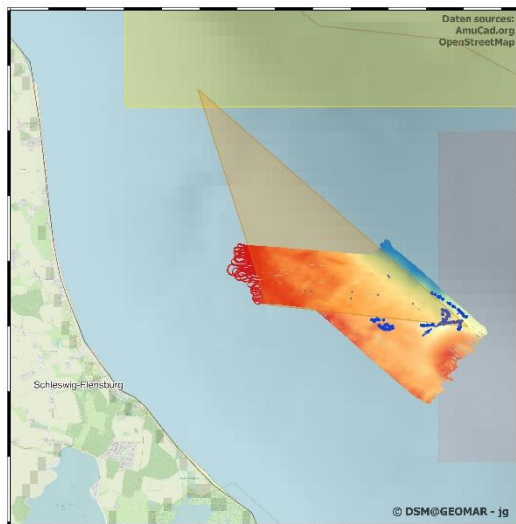 Daten sources:
AmuCad.org
OpenStreetMap
Schleswig-Flensburg
© DSM@GEOMAR - jg